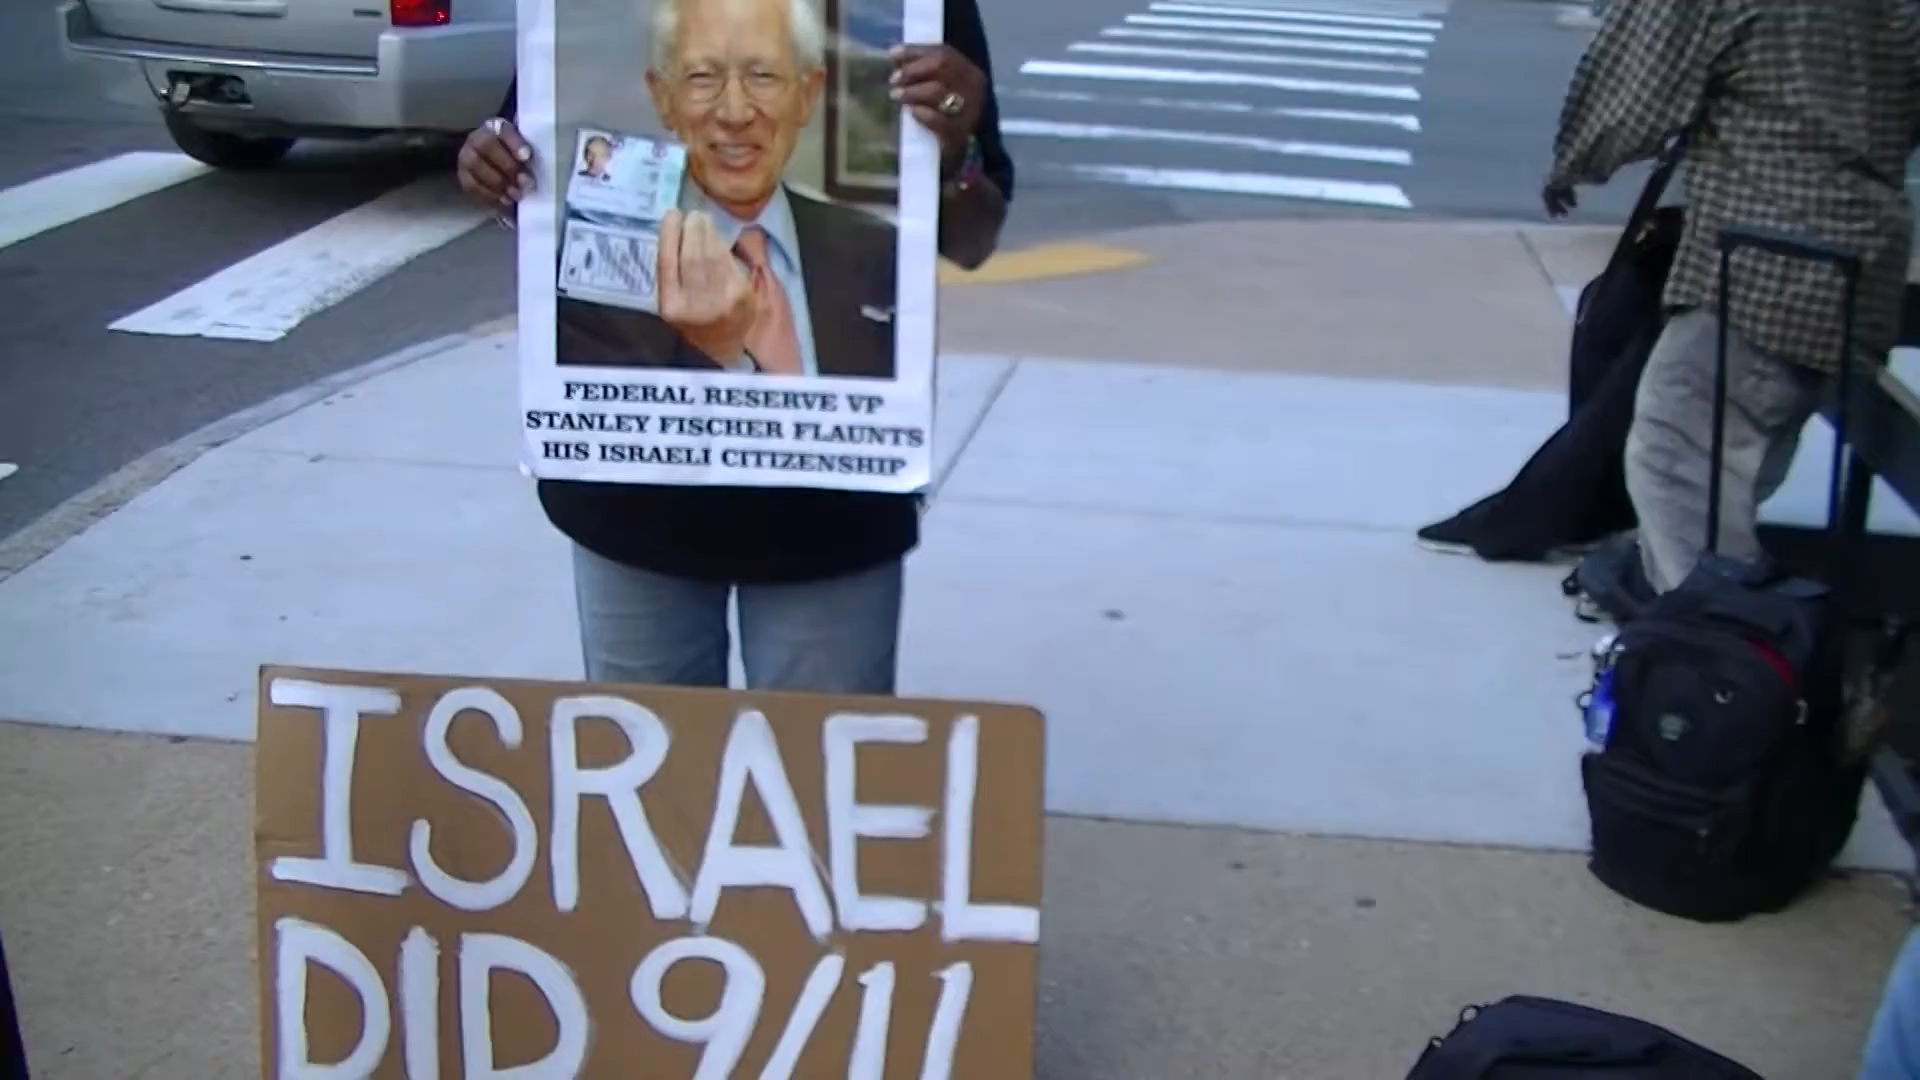 FEDERAL RESERVE VP
STANLEY FISCHER FLAUNTS
HIS ISRAELI CITIZENSHIP
ISRAEL
DID 9/11